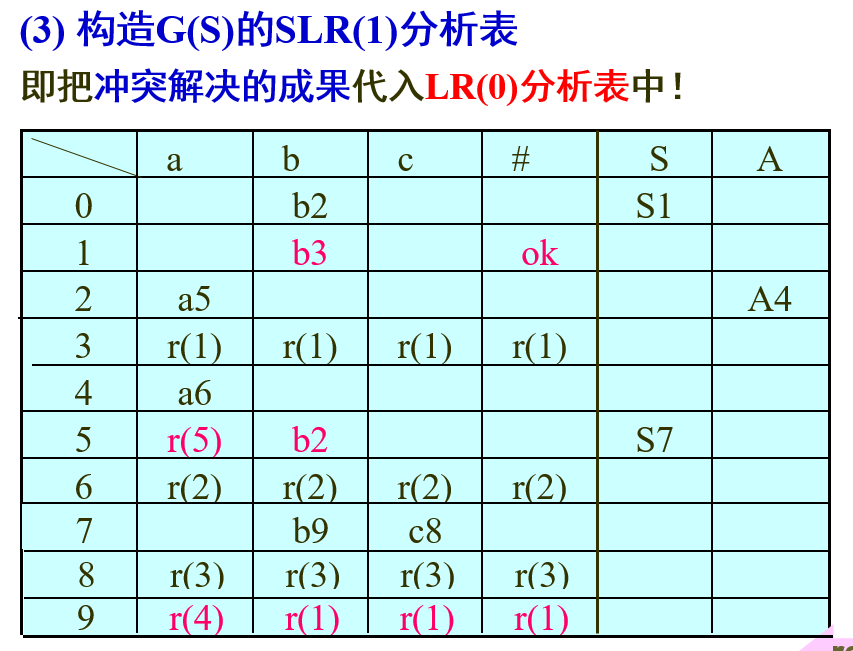 (3) 构造G(S)的SLR(1)分析表
即把冲突解决的成果代入LR(0)分析表中！
a b c # S A
0 b2 S1
1 b3 ok
2 a5 A4
3 r(1) r(1) r(1) r(1)
4 a6
5 r(5) b2 S7
6 r(2) r(2) r(2) r(2)
7 b9 c8
8 r(3) r(3) r(3) r(3)
9 r(4) r(1) r(1) r(1)